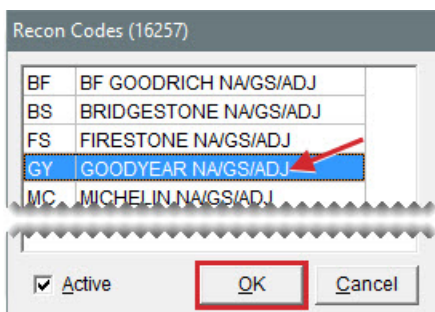 Recon Codes (16257)
BF BF GOODRICH NA/GS/ADJ
BS BRIDGESTONE NA/GS/ADJ
FS FIRESTONE NA/GS/ADJ
GY GOODYEAR NA/GS/ADJ
MC MICHELIN NA/GS/ADJ
Active OK Cancel